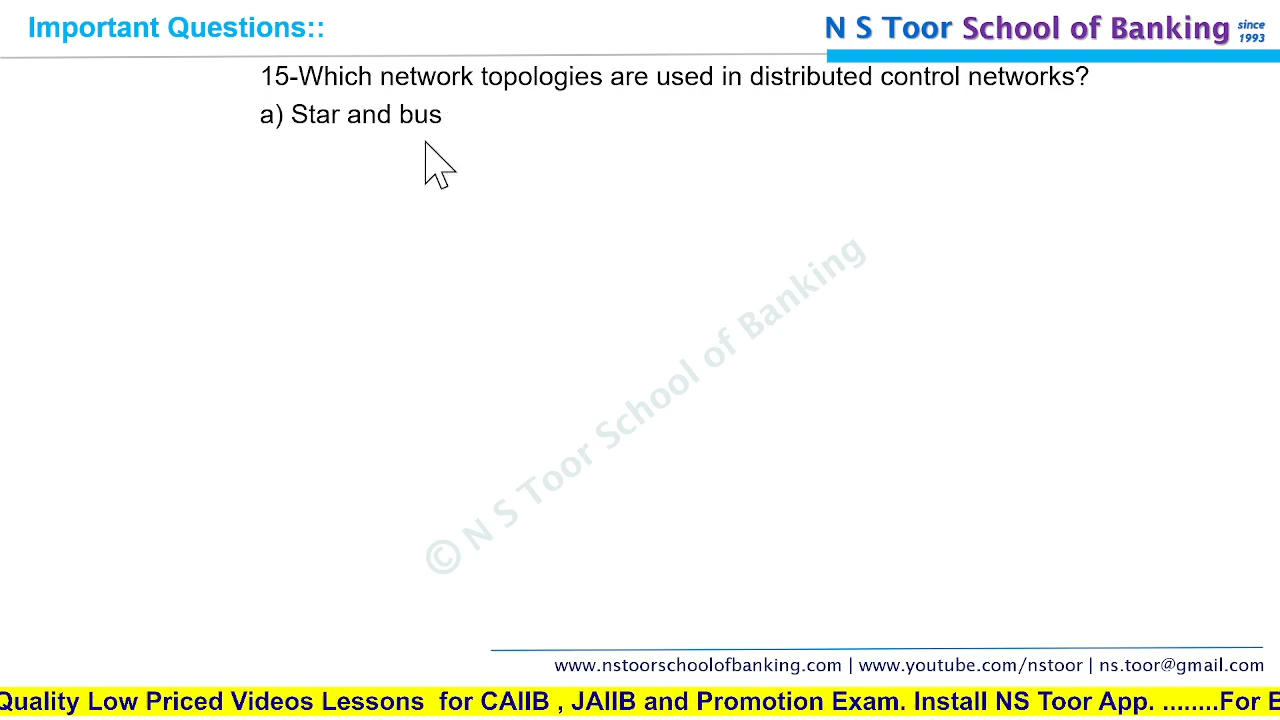 Important Questions::
N S Toor School of Banking since 1993
15-Which network topologies are used in distributed control networks?
a) Star and bus
© N S Toor School of Banking
www.nstoorschoolofbanking.com | www.youtube.com/nstoor | ns.toor@gmail.com
Quality Low Priced Videos Lessons for CAIIB , JAIIB and Promotion Exam. Install NS Toor App. ........For